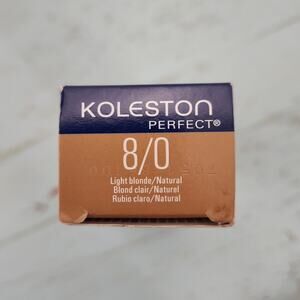 KOLESTON
PERFECT®
8/0
Light blonde/Natural
Blond clair/Naturel
Rubio claro/Natural